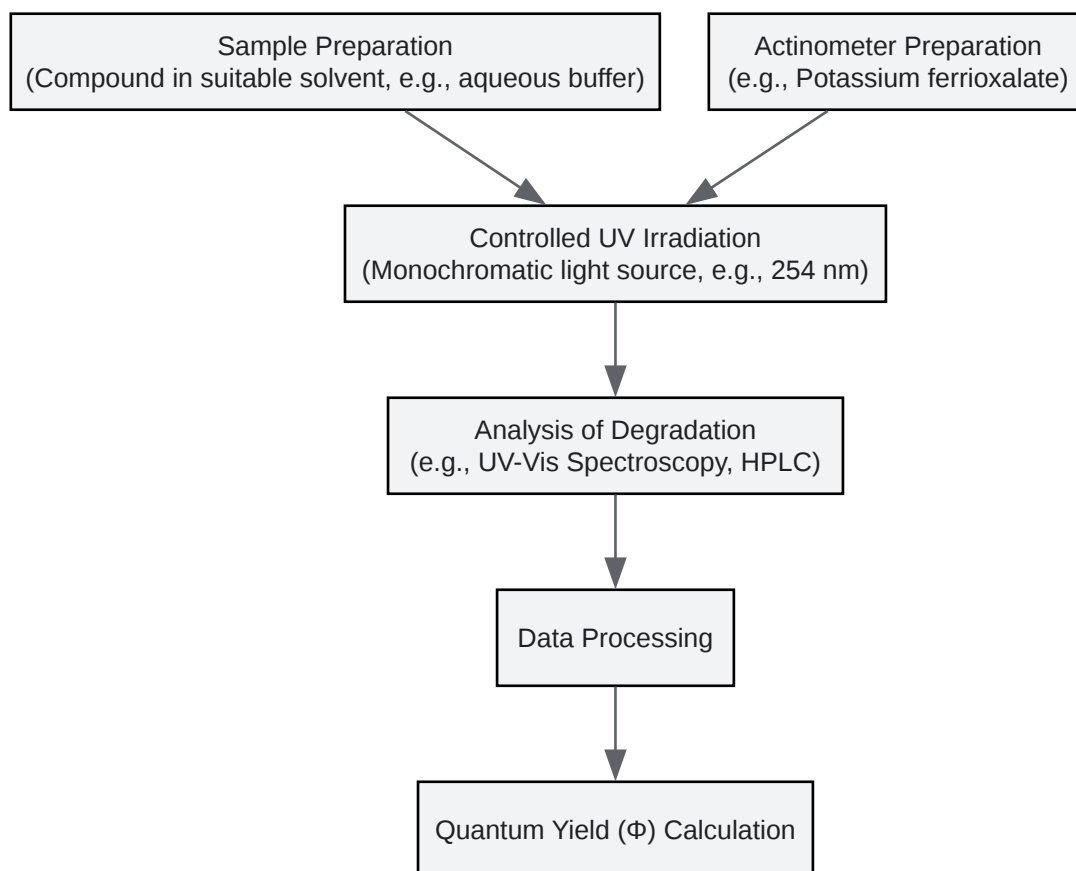 Sample Preparation
(Compound in suitable solvent, e.g., aqueous buffer)
Actinometer Preparation
(e.g., Potassium ferrioxalate)
Controlled UV Irradiation
(Monochromatic light source, e.g., 254 nm)
Analysis of Degradation
(e.g., UV-Vis Spectroscopy, HPLC)
Data Processing
Quantum Yield (Φ) Calculation